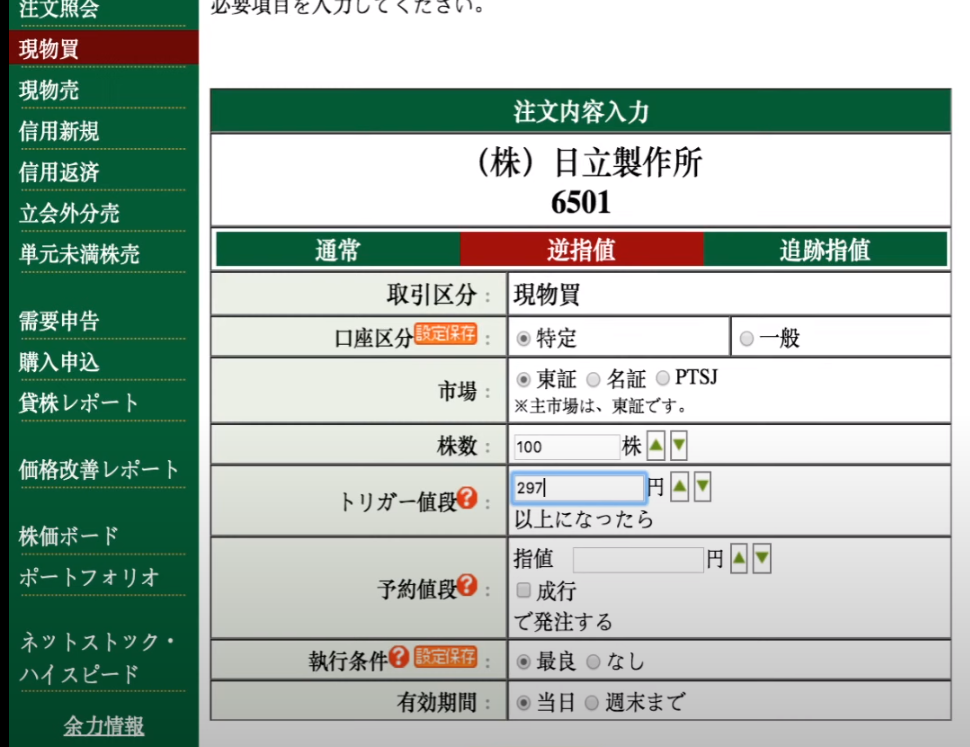 注文照会
必要項目を入力してください。
現物買
現物売
信用新規
信用返済
立会外分売
単元未満株売
需要申告
購入申込
貸株レポート
価格改善レポート
株価ボード
ポートフォリオ
ネットストック・
ハイスピード
余力情報
注文内容入力
（株）日立製作所
6501
通常 逆指値 追跡指値
取引区分： 現物買
口座区分 設定保存： 特定 一般
市場： 東証 名証 PTSJ
※主市場は、東証です。
株数： 100 株
トリガー値段?： 297 円
以上になったら
予約値段?： 指値 円
成行
で発注する
執行条件? 設定保存： 最良 なし
有効期間： 当日 週末まで